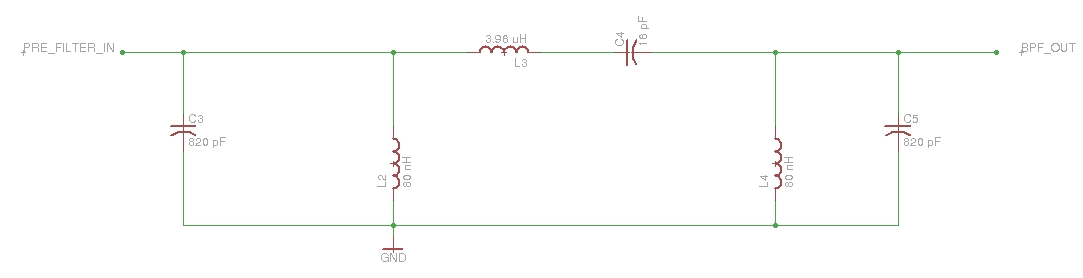 PRE_FILTER_IN
3.96 uH
L3
C4
16 pF
BPF_OUT
C3
820 pF
L2
80 nH
L4
80 nH
C5
820 pF
GND